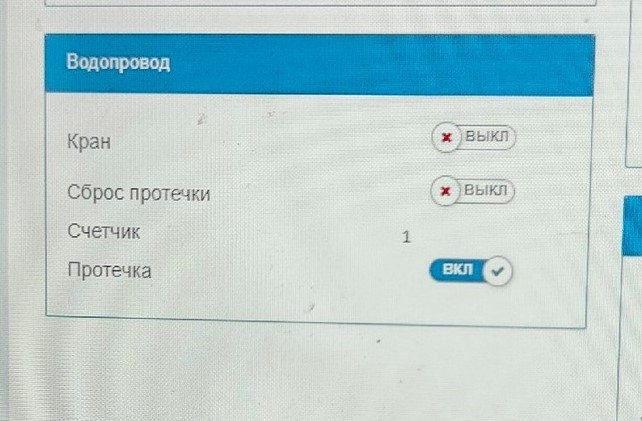 Водопровод
Кран ВЫКЛ
Сброс протечки ВЫКЛ
Счетчик 1
Протечка ВКЛ